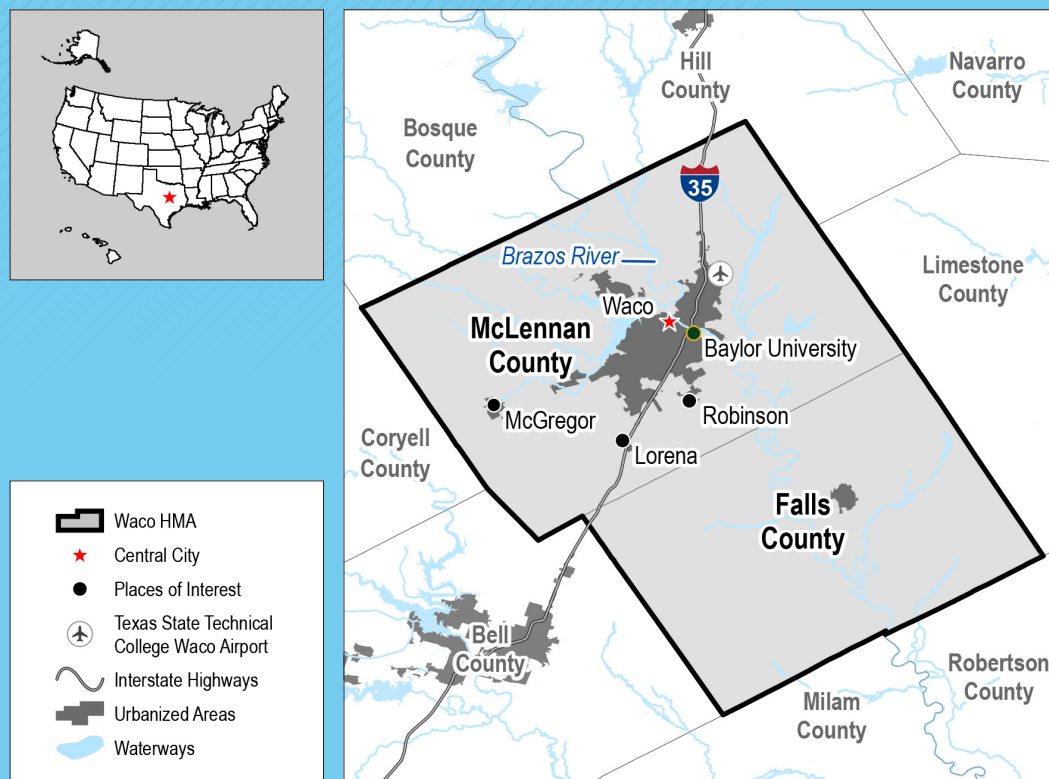 Hill
County
Navarro
County
Bosque
County
35
Brazos River
Limestone
County
Waco
McLennan
County
Baylor University
McGregor
Robinson
Coryell
County
Lorena
Falls
County
Bell
County
Robertson
County
Milam
County
Waco HMA
Central City
Places of Interest
Texas State Technical
College Waco Airport
Interstate Highways
Urbanized Areas
Waterways